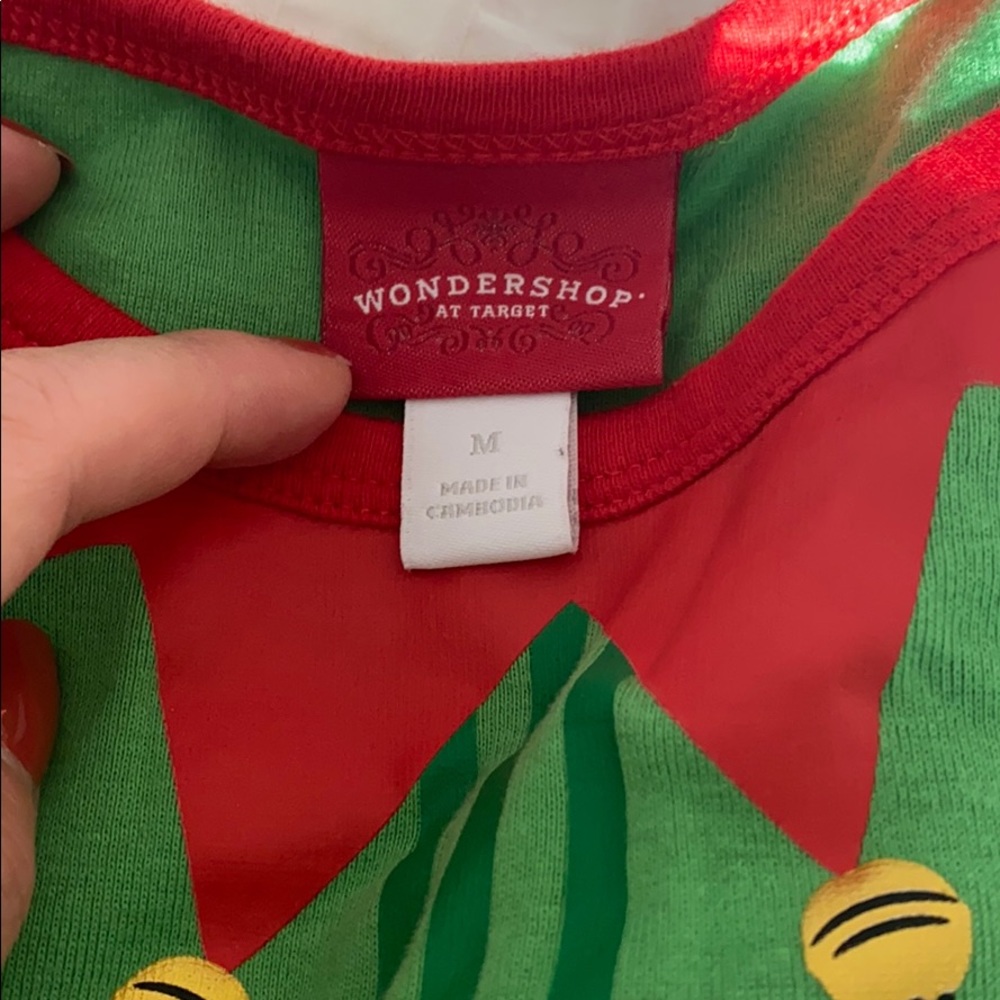 WONDERSHOP
AT TARGET
M
MADE IN
CAMBODIA